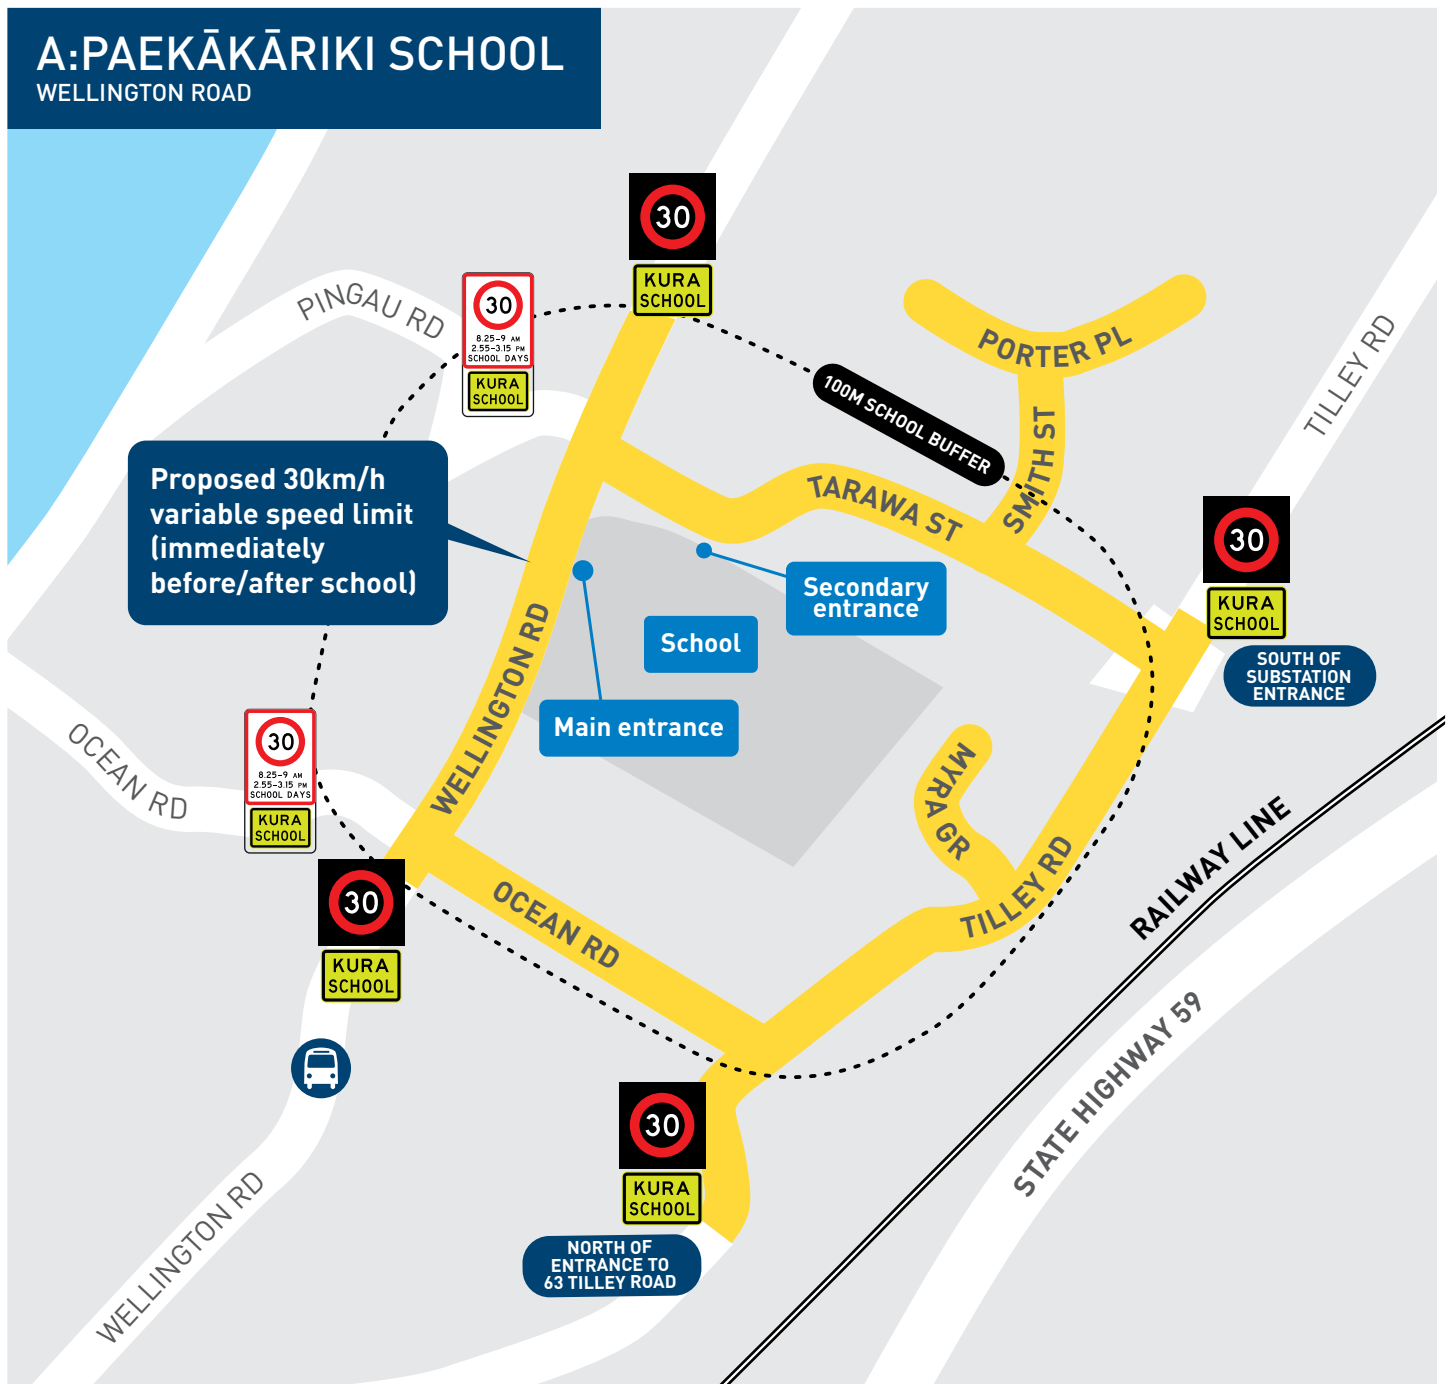 A:PAEKĀKĀRIKI SCHOOL
WELLINGTON ROAD
30
KURA
SCHOOL
PINGAU RD
30
8.25–9 AM
2.55–3.15 PM
SCHOOL DAYS
KURA
SCHOOL
PORTER PL
TILLEY RD
100M SCHOOL BUFFER
SMITH ST
TARAWA ST
Proposed 30km/h
variable speed limit
(immediately
before/after school)
30
KURA
SCHOOL
SOUTH OF
SUBSTATION
ENTRANCE
Secondary
entrance
School
Main entrance
WELLINGTON RD
OCEAN RD
30
8.25–9 AM
2.55–3.15 PM
SCHOOL DAYS
KURA
SCHOOL
MYRA GR
TILLEY RD
RAILWAY LINE
30
KURA
SCHOOL
OCEAN RD
STATE HIGHWAY 59
30
KURA
SCHOOL
NORTH OF
ENTRANCE TO
63 TILLEY ROAD
WELLINGTON RD